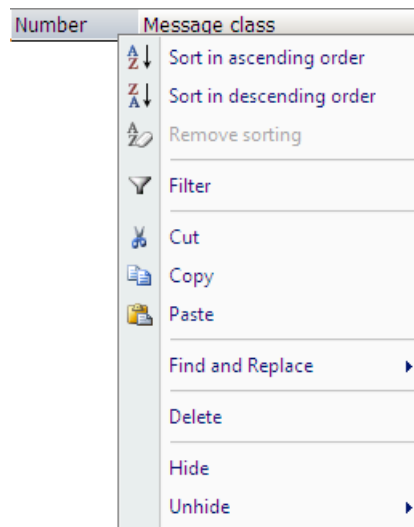 Number Message class
Sort in ascending order
Sort in descending order
Remove sorting
Filter
Cut
Copy
Paste
Find and Replace
Delete
Hide
Unhide